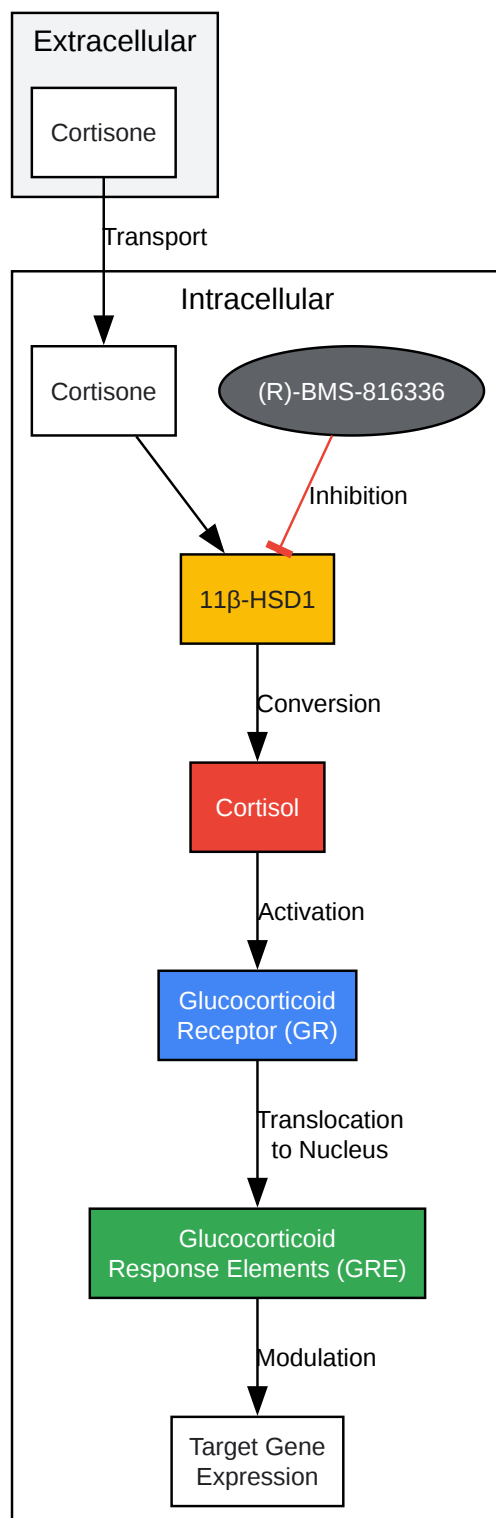 Extracellular
Cortisone
Transport
Intracellular
Cortisone
(R)-BMS-816336
Inhibition
11β-HSD1
Conversion
Cortisol
Activation
Glucocorticoid
Receptor (GR)
Translocation
to Nucleus
Glucocorticoid
Response Elements (GRE)
Modulation
Target Gene
Expression